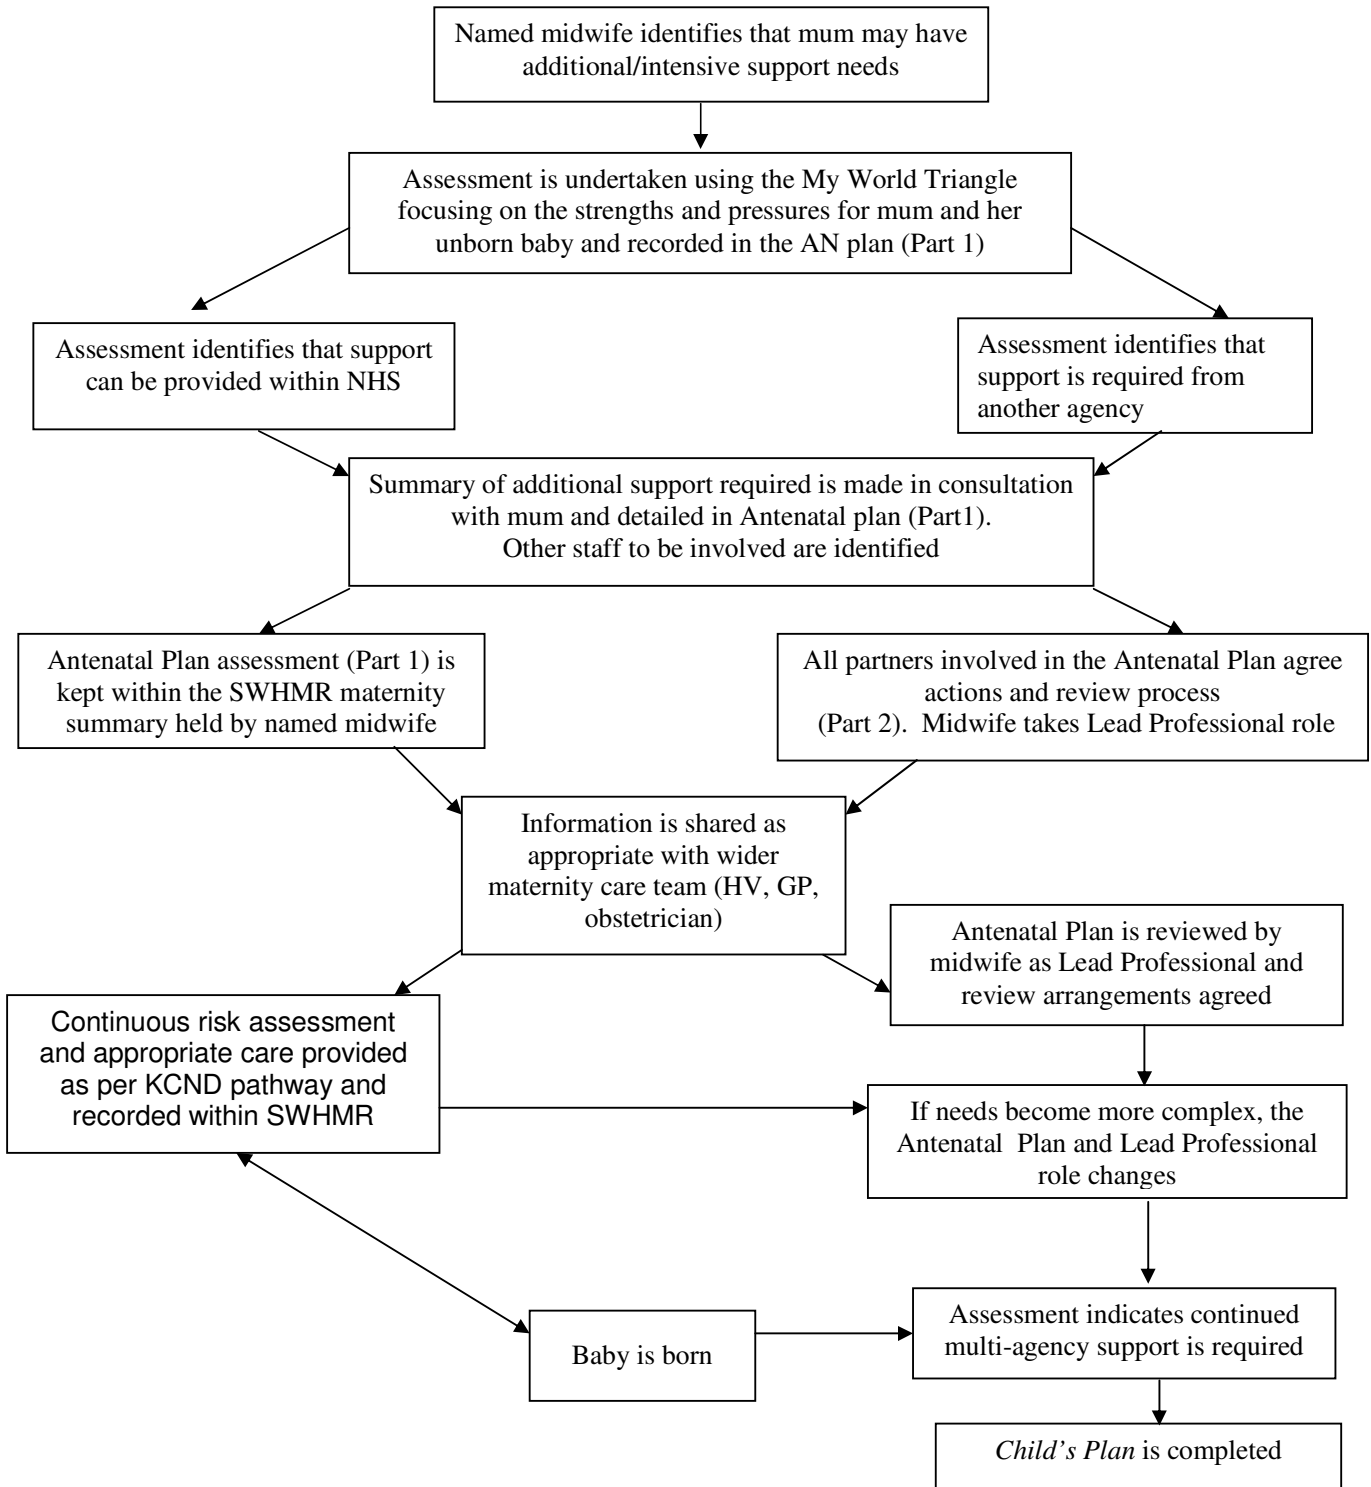 Named midwife identifies that mum may have
additional/intensive support needs
Assessment is undertaken using the My World Triangle
focusing on the strengths and pressures for mum and her
unborn baby and recorded in the AN plan (Part 1)
Assessment identifies that support
can be provided within NHS
Assessment identifies that
support is required from
another agency
Summary of additional support required is made in consultation
with mum and detailed in Antenatal plan (Part1).
Other staff to be involved are identified
Antenatal Plan assessment (Part 1) is
kept within the SWHMR maternity
summary held by named midwife
All partners involved in the Antenatal Plan agree
actions and review process
(Part 2).  Midwife takes Lead Professional role
Information is shared as
appropriate with wider
maternity care team (HV, GP,
obstetrician)
Antenatal Plan is reviewed by
midwife as Lead Professional and
review arrangements agreed
Continuous risk assessment
and appropriate care provided
as per KCND pathway and
recorded within SWHMR
If needs become more complex, the
Antenatal  Plan and Lead Professional
role changes
Assessment indicates continued
multi-agency support is required
Baby is born
Child's Plan is completed